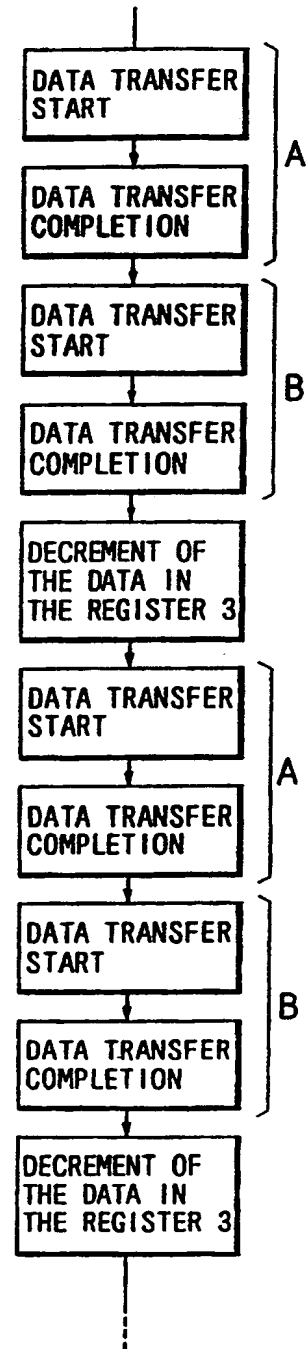 DATA TRANSFER
START
A
DATA TRANSFER
COMPLETION
DATA TRANSFER
START
B
DATA TRANSFER
COMPLETION
DECREMENT OF
THE DATA IN
THE REGISTER 3
DATA TRANSFER
START
A
DATA TRANSFER
COMPLETION
DATA TRANSFER
START
B
DATA TRANSFER
COMPLETION
DECREMENT OF
THE DATA IN
THE REGISTER 3